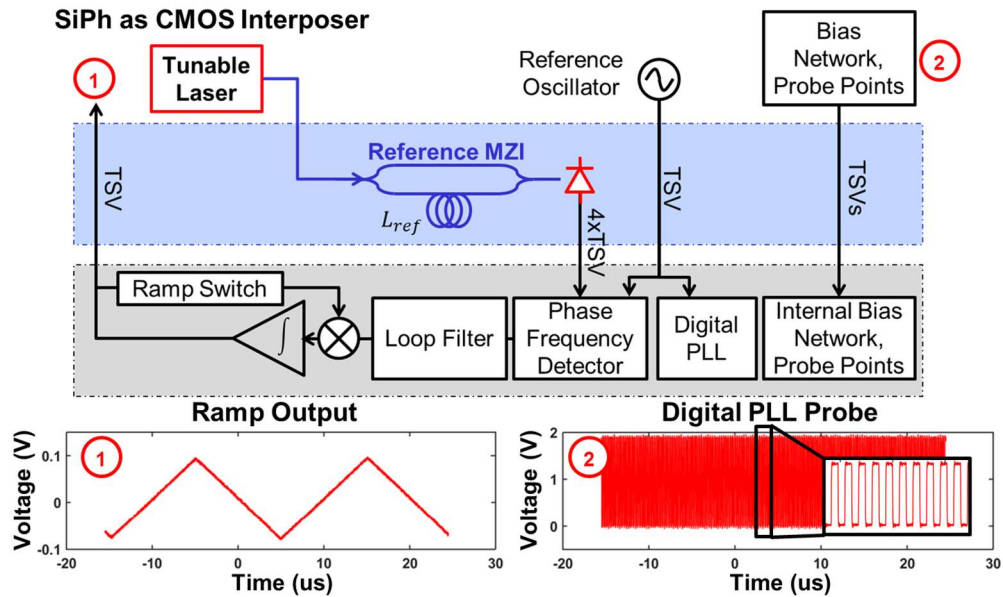 SiPh as CMOS Interposer
1
Tunable
Laser
Reference
Oscillator
Bias
Network,
Probe Points
2
TSV
Reference MZI
L_ref
4xTSV
TSV
TSVs
Ramp Switch
∫
Loop Filter
Phase
Frequency
Detector
Digital
PLL
Internal Bias
Network,
Probe Points
Ramp Output
1
Voltage (V)
0.1
0
-0.1
-20
-10
0
10
20
30
Time (us)
Digital PLL Probe
2
Voltage (V)
2
1
0
-20
-10
0
10
20
30
Time (us)